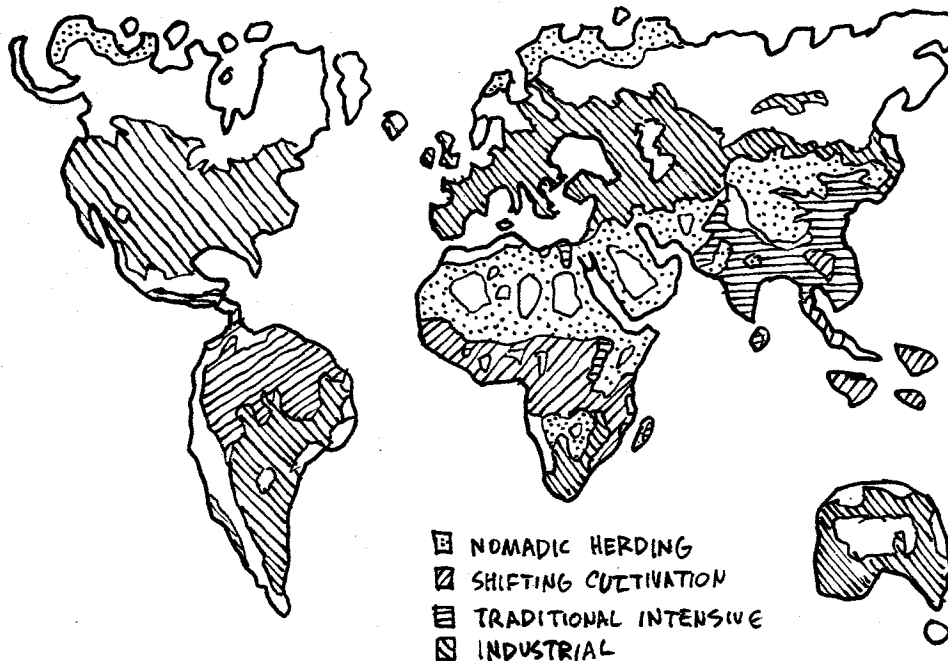 NOMADIC HERDING
SHIFTING CULTIVATION
TRADITIONAL INTENSIVE
INDUSTRIAL